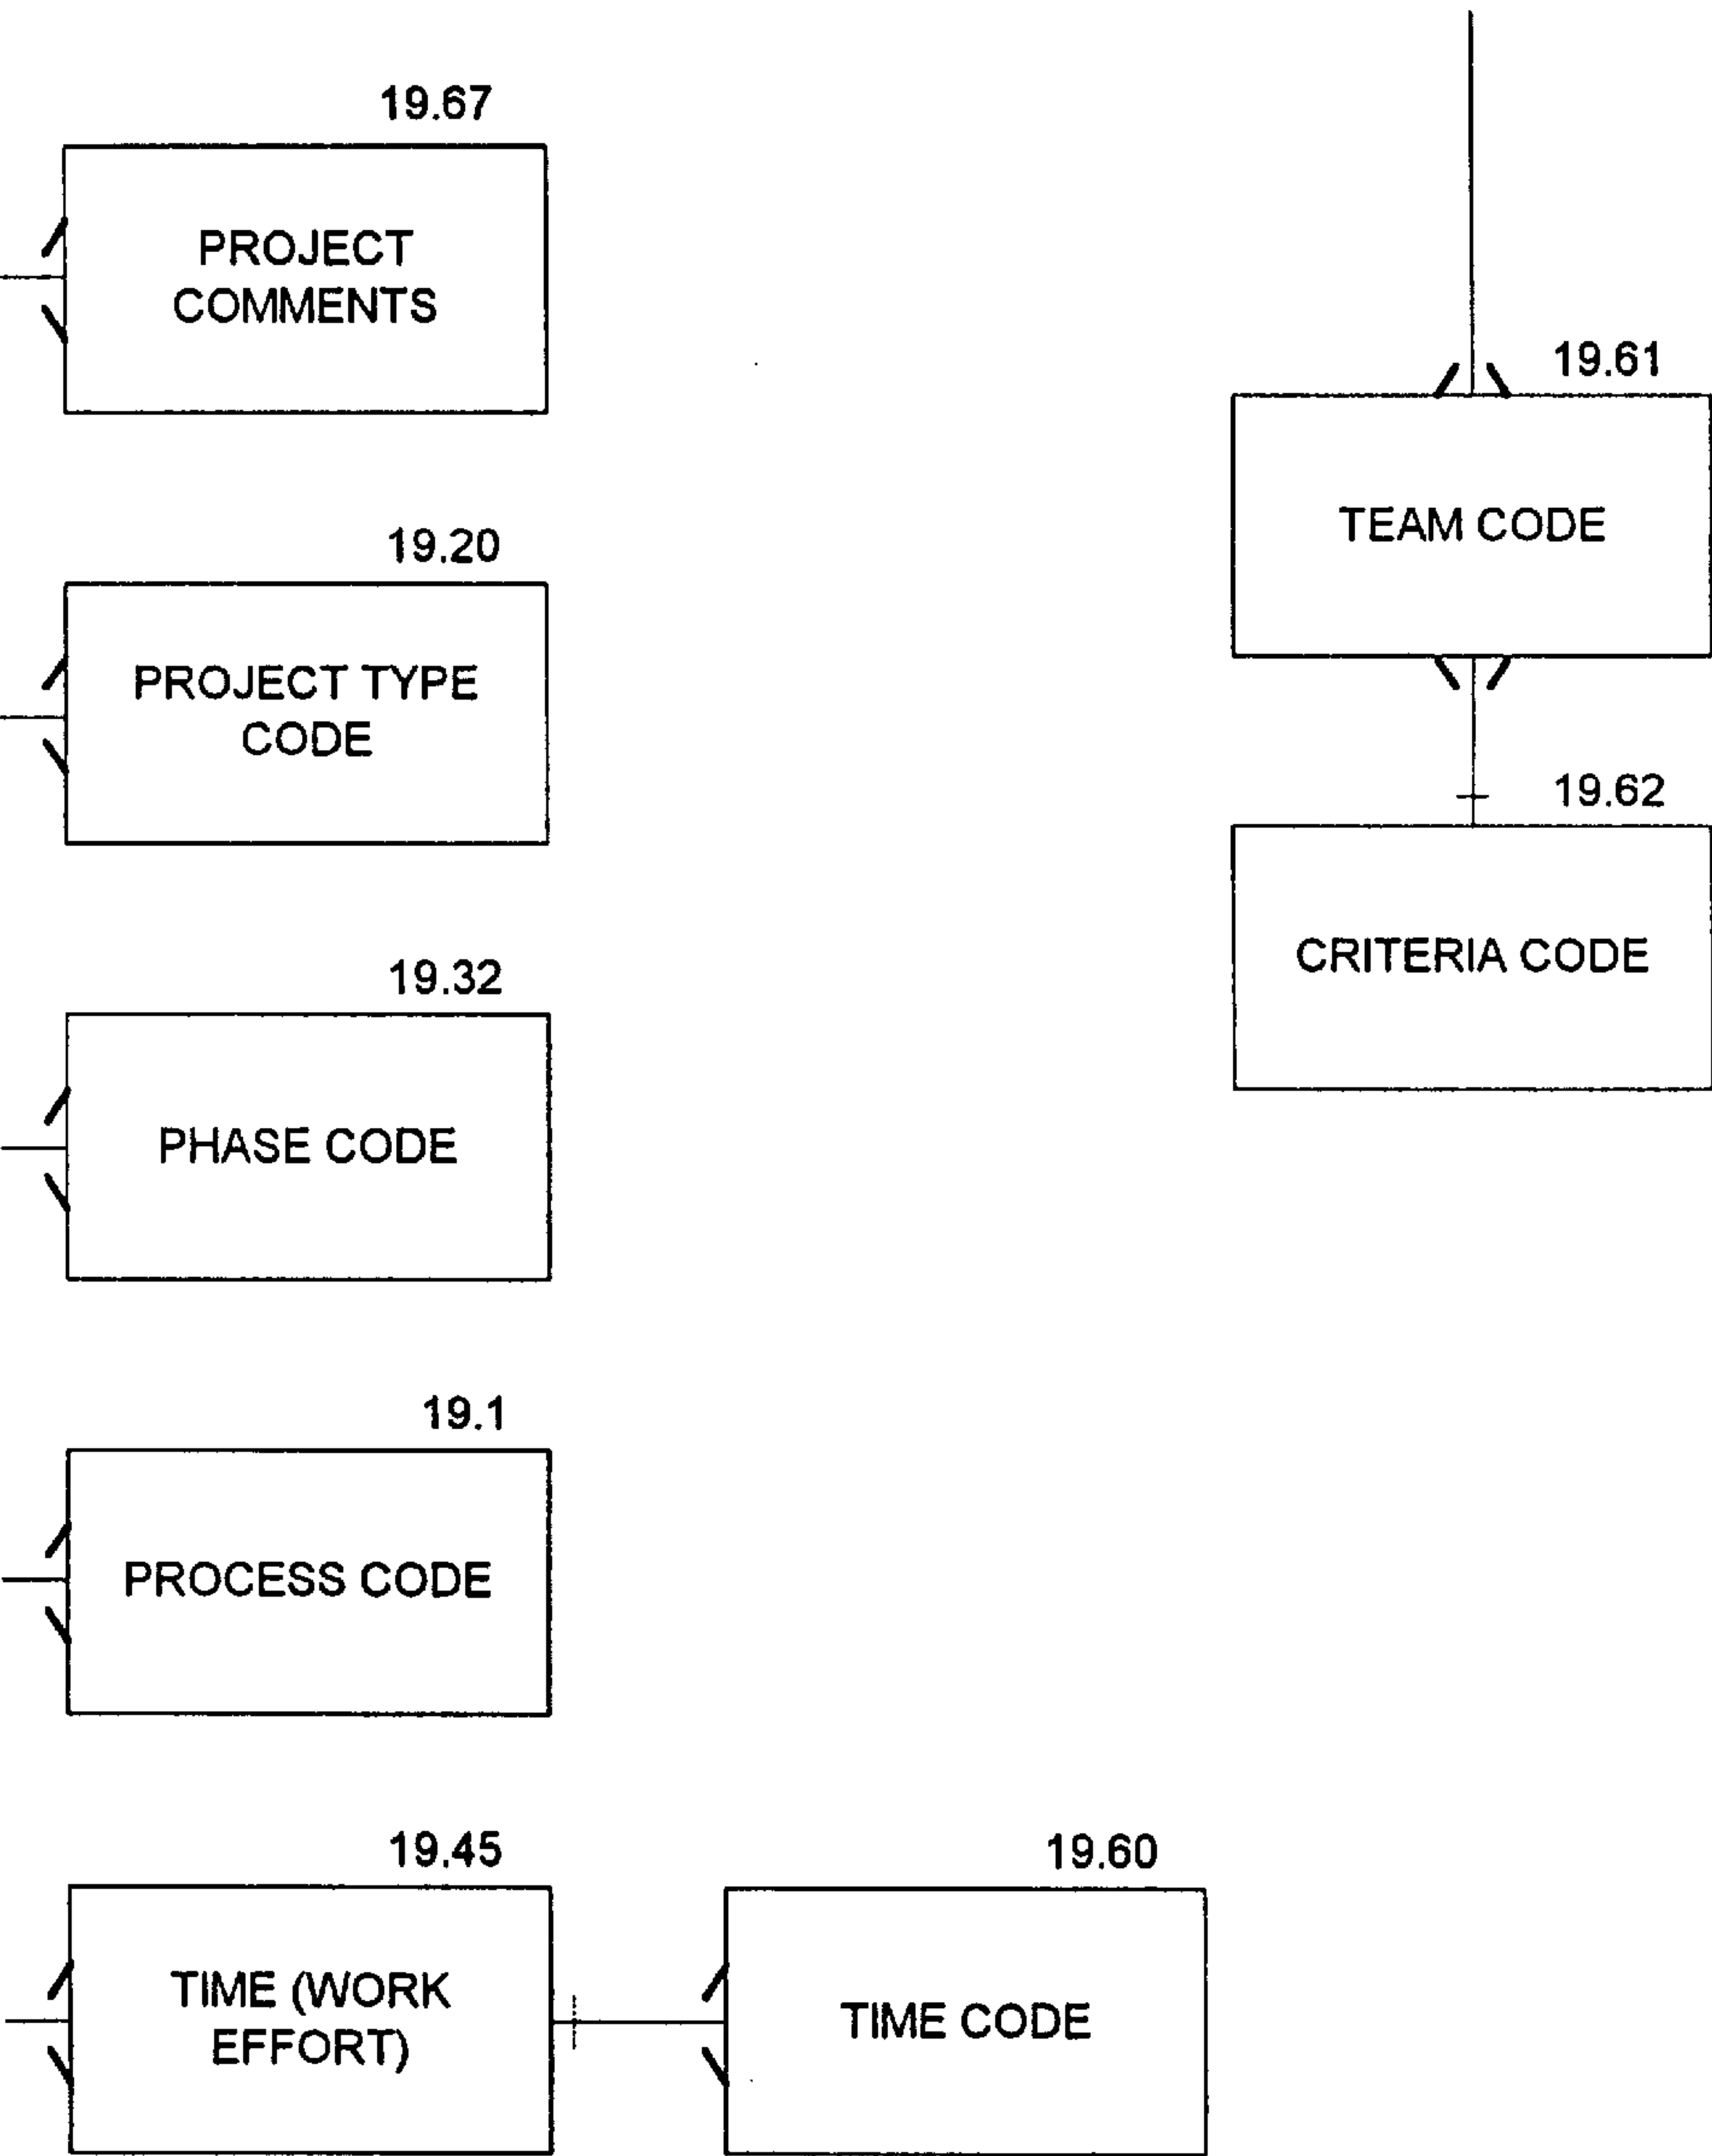 19.67
PROJECT
COMMENTS
19.61
TEAM CODE
19.20
PROJECT TYPE
CODE
19.62
CRITERIA CODE
19.32
PHASE CODE
19.1
PROCESS CODE
19.45
TIME (WORK
EFFORT)
19.60
TIME CODE